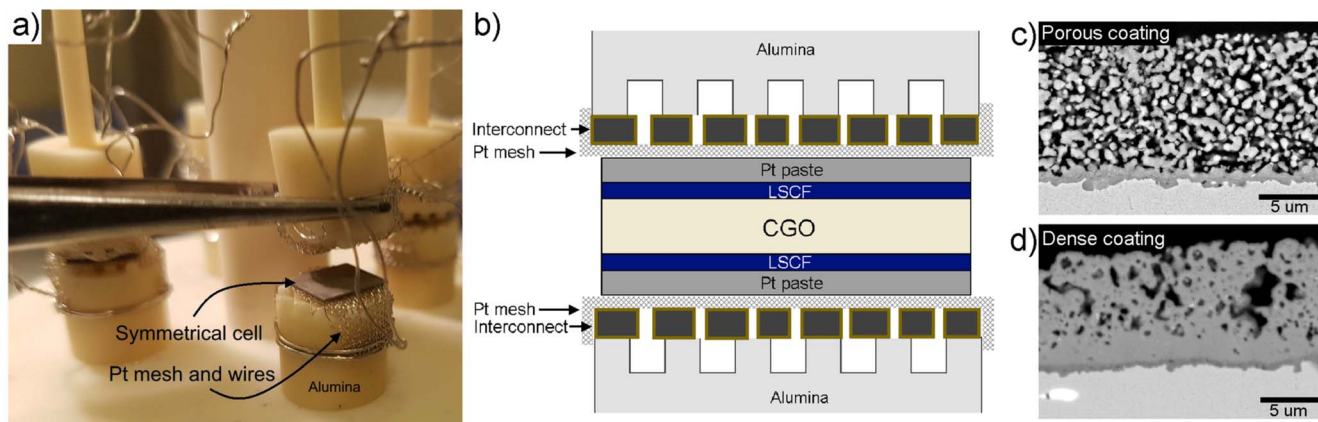 a)
Symmetrical cell
Pt mesh and wires
Alumina
b)
Alumina
Interconnect
Pt mesh
Pt paste
LSCF
CGO
LSCF
Pt paste
Pt mesh
Interconnect
Alumina
c)
Porous coating
5 um
d)
Dense coating
5 um